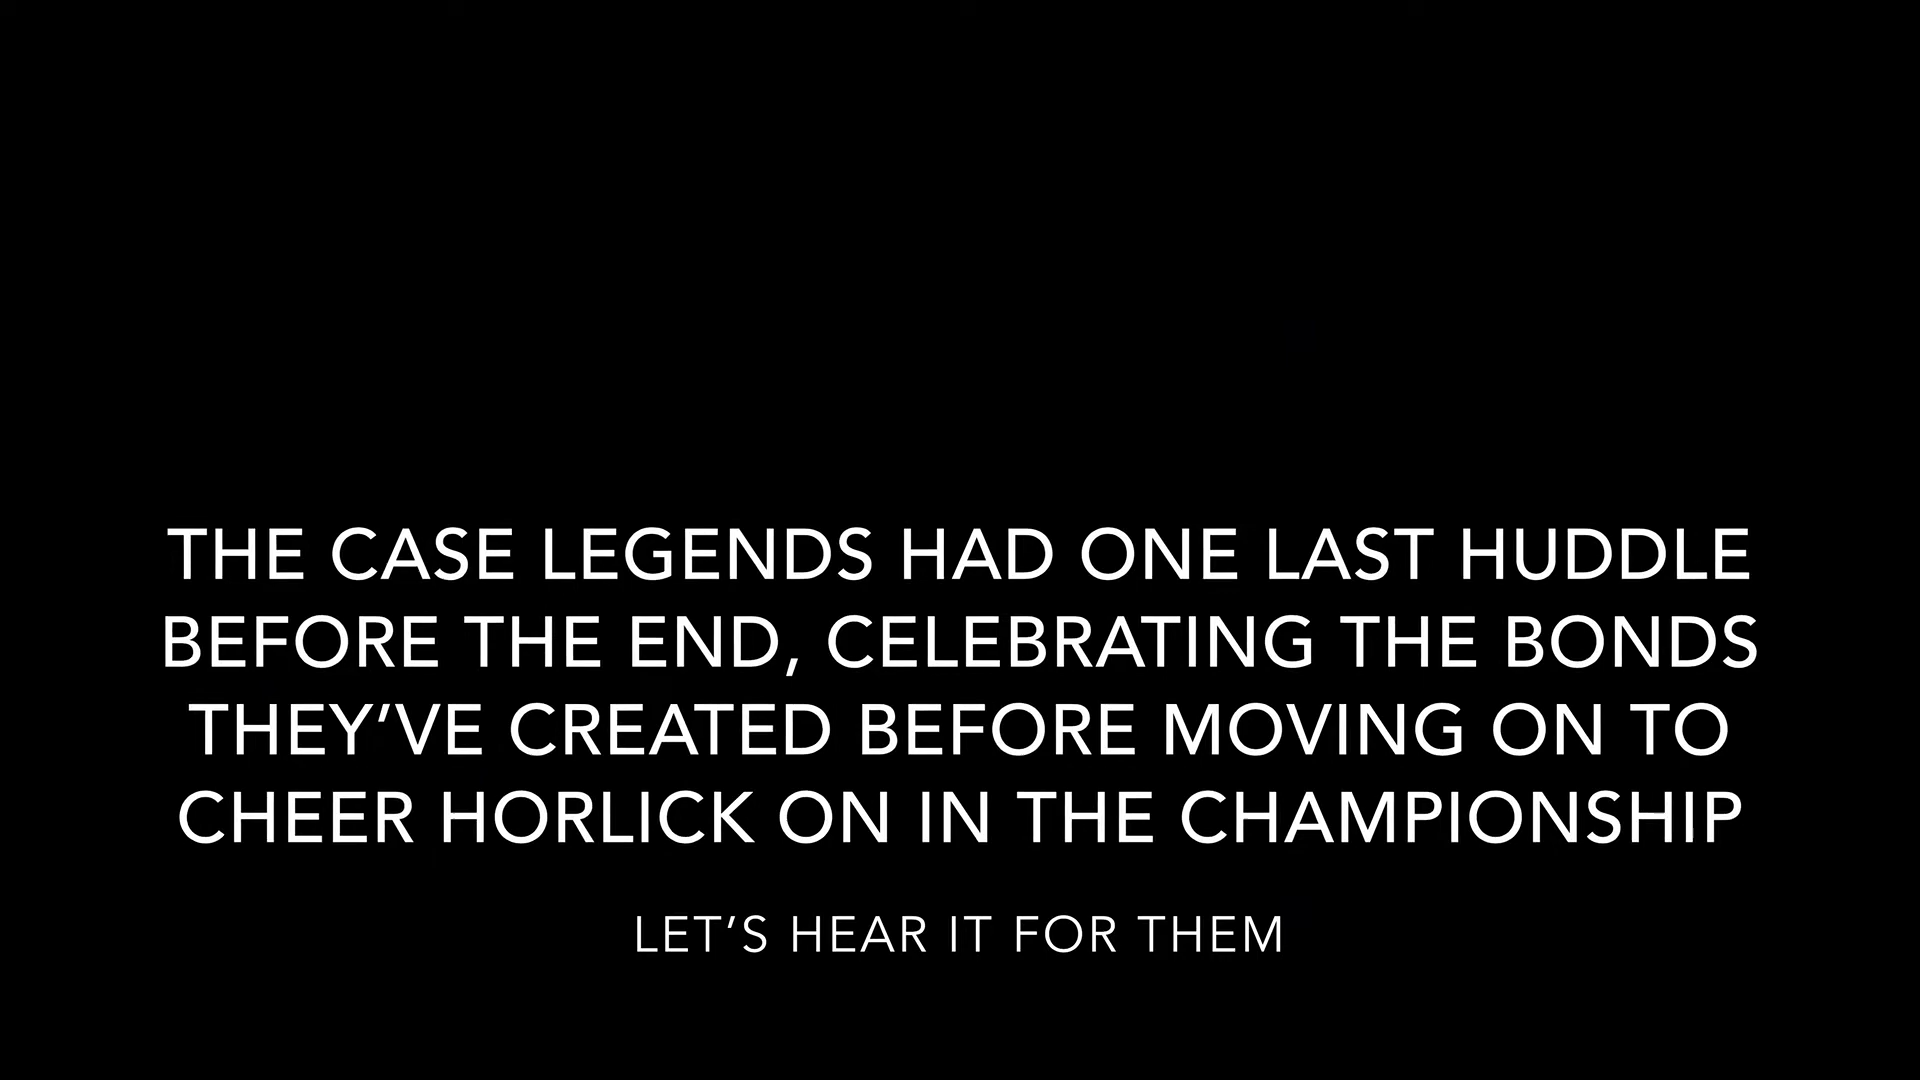 THE CASE LEGENDS HAD ONE LAST HUDDLE
BEFORE THE END, CELEBRATING THE BONDS
THEY’VE CREATED BEFORE MOVING ON TO
CHEER HORLICK ON IN THE CHAMPIONSHIP
LET’S HEAR IT FOR THEM